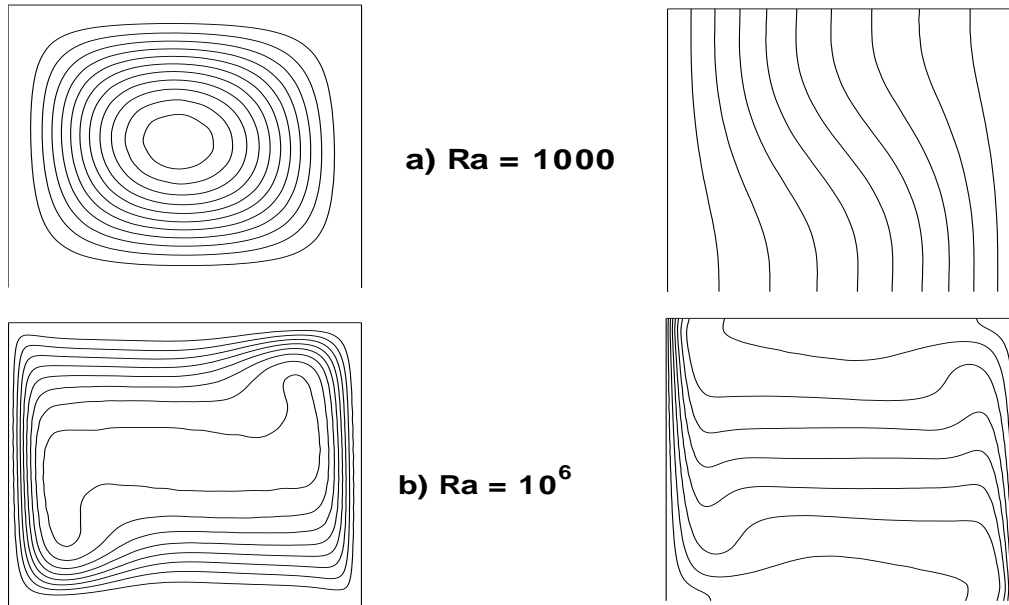 a) Ra = 1000
b) Ra = 10⁶